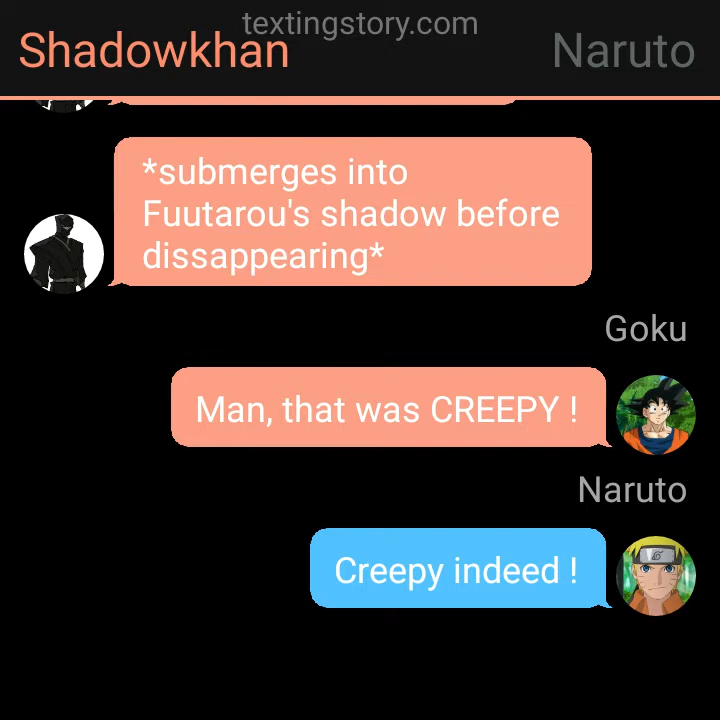 textingstory.com
Shadowkhan
Naruto
*submerges into
Fuutarou's shadow before
dissappearing*
Goku
Man, that was CREEPY !
Naruto
Creepy indeed !